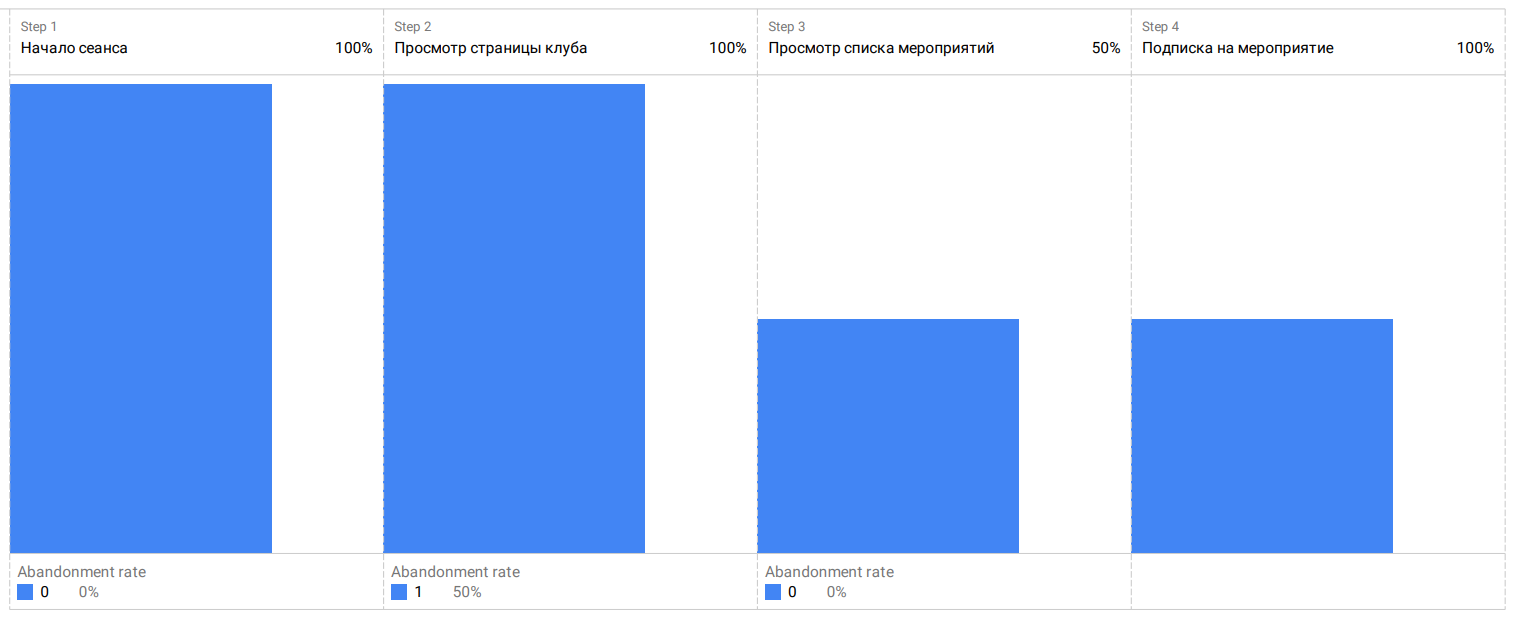 Step 1
Начало сеанса 100%
Step 2
Просмотр страницы клуба 100%
Step 3
Просмотр списка мероприятий 50%
Step 4
Подписка на мероприятие 100%
Abandonment rate
0 0%
Abandonment rate
1 50%
Abandonment rate
0 0%